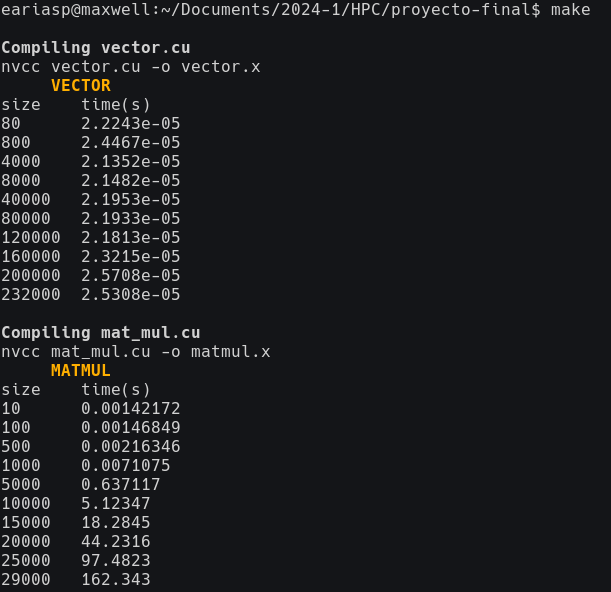 eariasp@maxwell:~/Documents/2024-1/HPC/proyecto-final$ make
Compiling vector.cu
nvcc vector.cu -o vector.x
VECTOR
size time(s)
80 2.2243e-05
800 2.4467e-05
4000 2.1352e-05
8000 2.1482e-05
40000 2.1953e-05
80000 2.1933e-05
120000 2.1813e-05
160000 2.3215e-05
200000 2.5708e-05
232000 2.5308e-05
Compiling mat_mul.cu
nvcc mat_mul.cu -o matmul.x
MATMUL
size time(s)
10 0.00142172
100 0.00146849
500 0.00216346
1000 0.0071075
5000 0.637117
10000 5.12347
15000 18.2845
20000 44.2316
25000 97.4823
29000 162.343